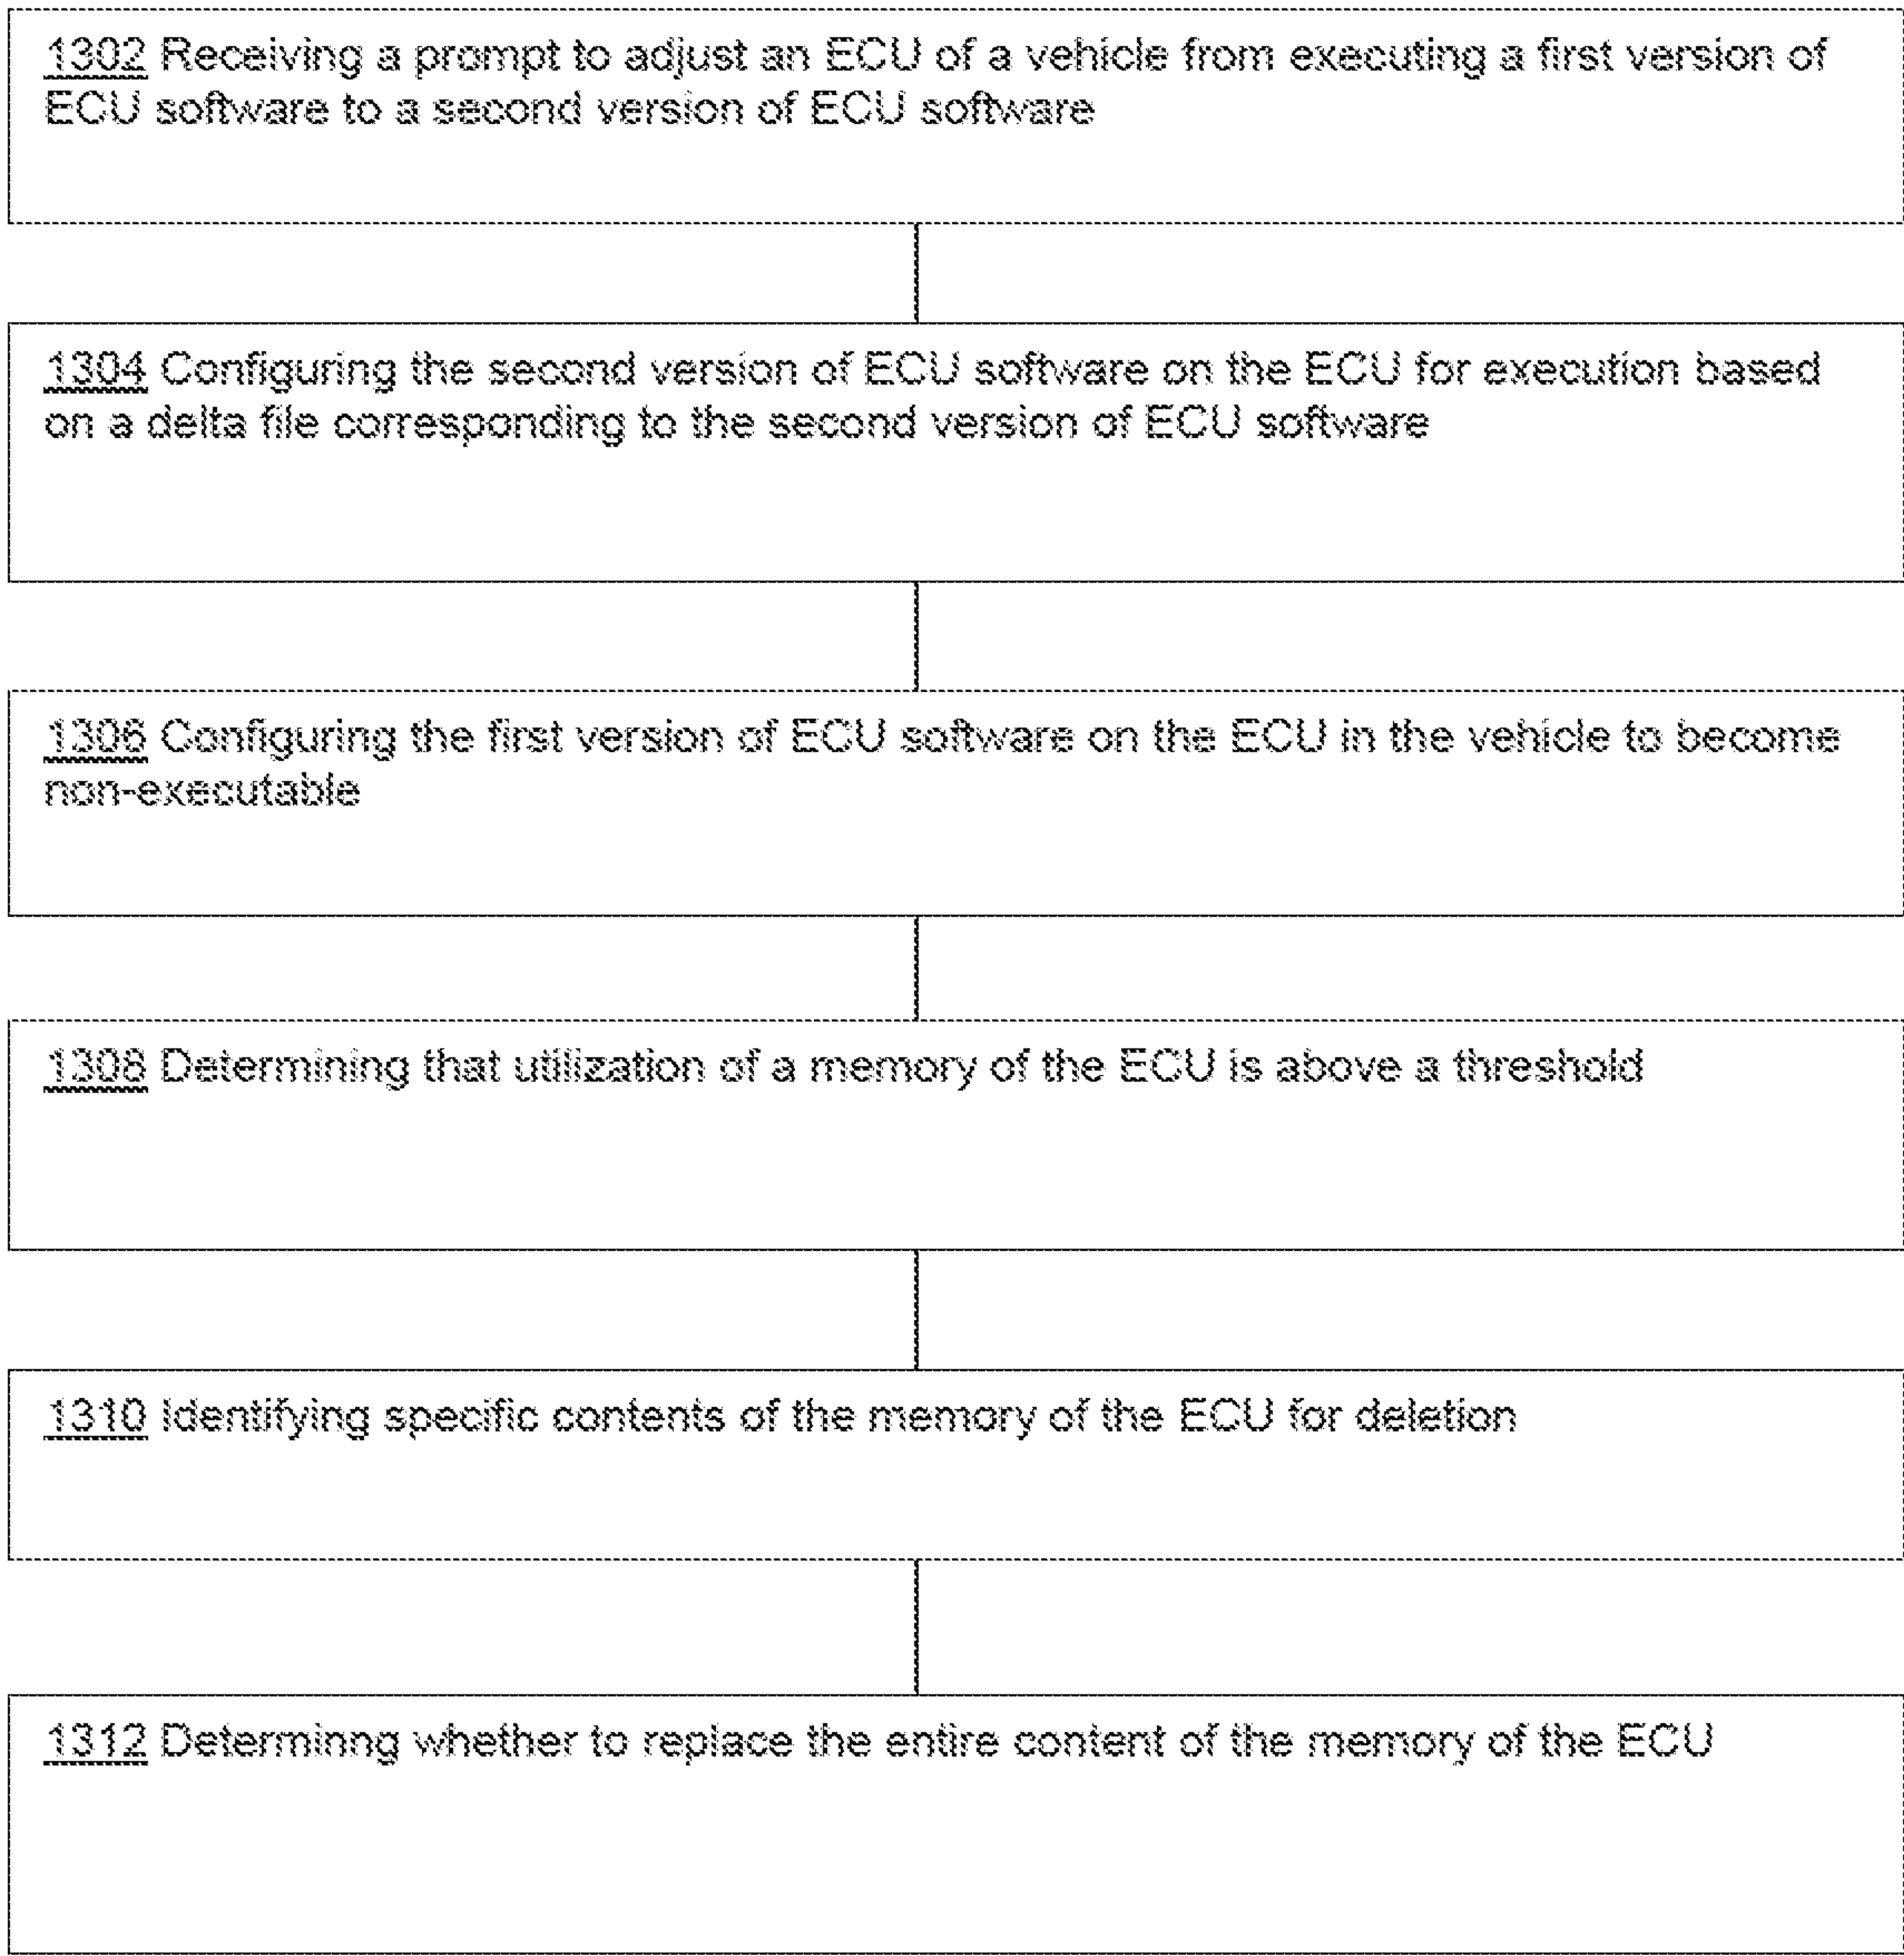 1302 Receiving a prompt to adjust an ECU of a vehicle from executing a first version of
ECU software to a second version of ECU software
1304 Configuring the second version of ECU software on the ECU for execution based
on a delta file corresponding to the second version of ECU software
1306 Configuring the first version of ECU software on the ECU in the vehicle to become
non-executable
1308 Determining that utilization of a memory of the ECU is above a threshold
1310 Identifying specific contents of the memory of the ECU for deletion
1312 Determinng whether to replace the entire content of the memory of the ECU